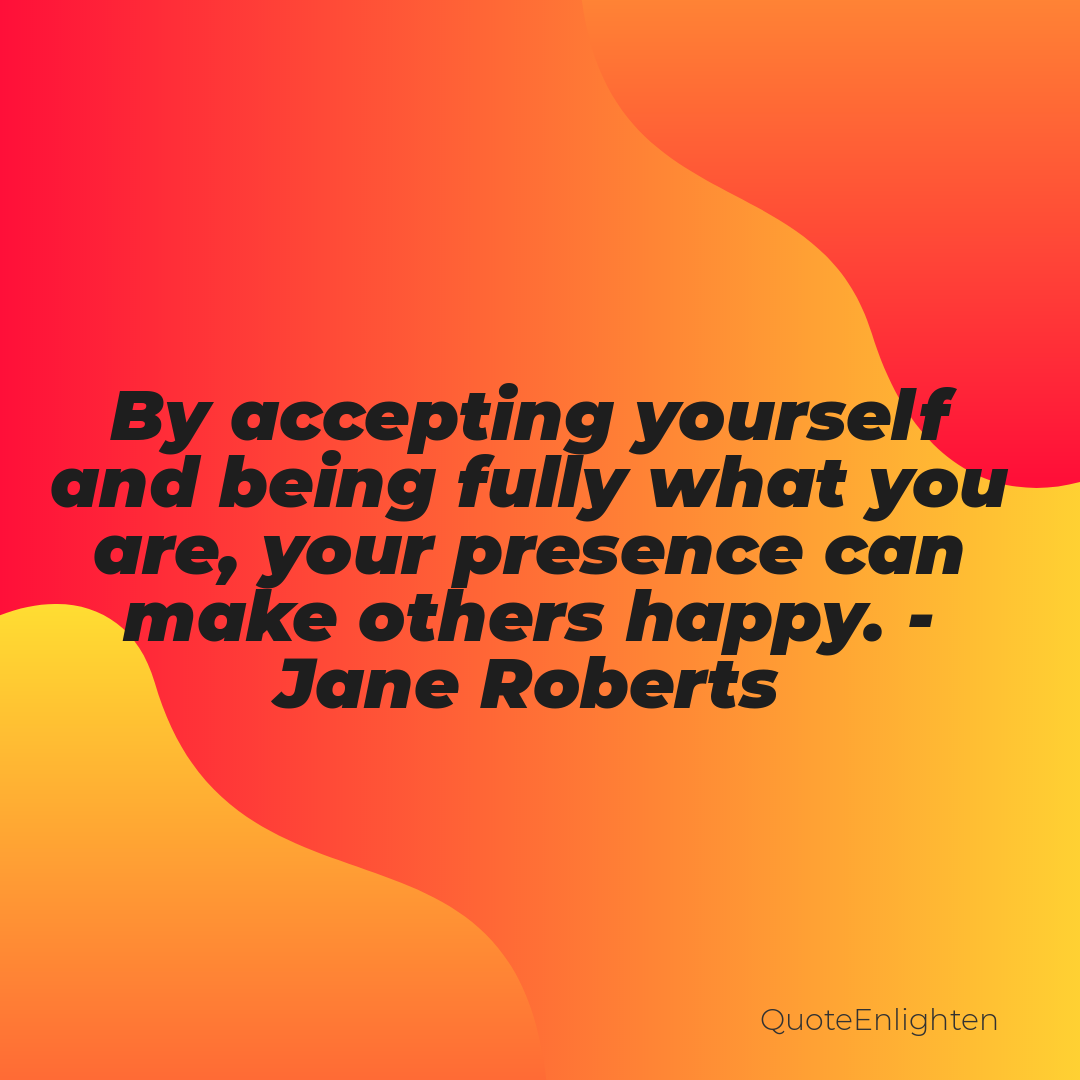 By accepting yourself
and being fully what you
are, your presence can
make others happy. -
Jane Roberts
QuoteEnlighten